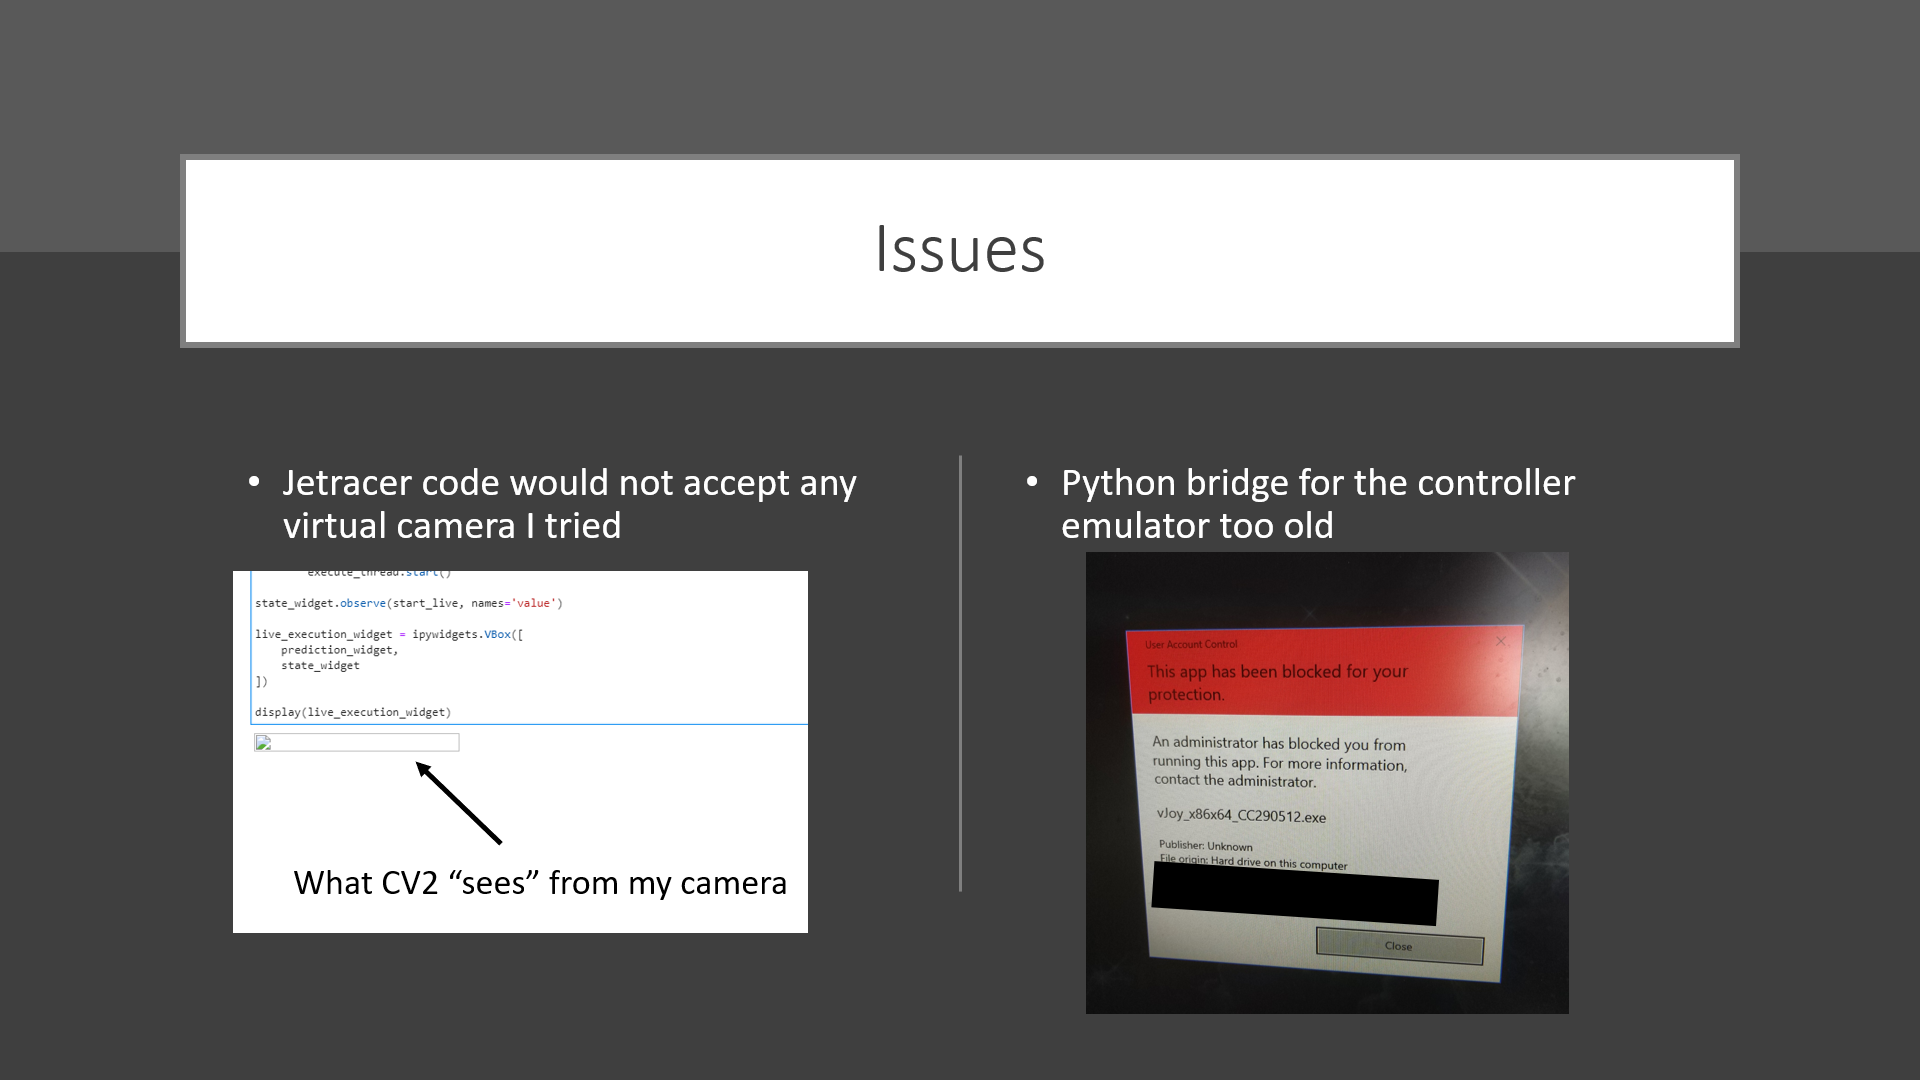 Issues
• Jetracer code would not accept any
virtual camera I tried
execute_thread.start()
state_widget.observe(start_live, names='value')
live_execution_widget = ipywidgets.VBox([
prediction_widget,
state_widget
])
display(live_execution_widget)
What CV2 “sees” from my camera
• Python bridge for the controller
emulator too old
User Account Control
This app has been blocked for your
protection.
An administrator has blocked you from
running this app. For more information,
contact the administrator.
vJoy_x86x64_CC290512.exe
Publisher: Unknown
File origin: Hard drive on this computer
Close